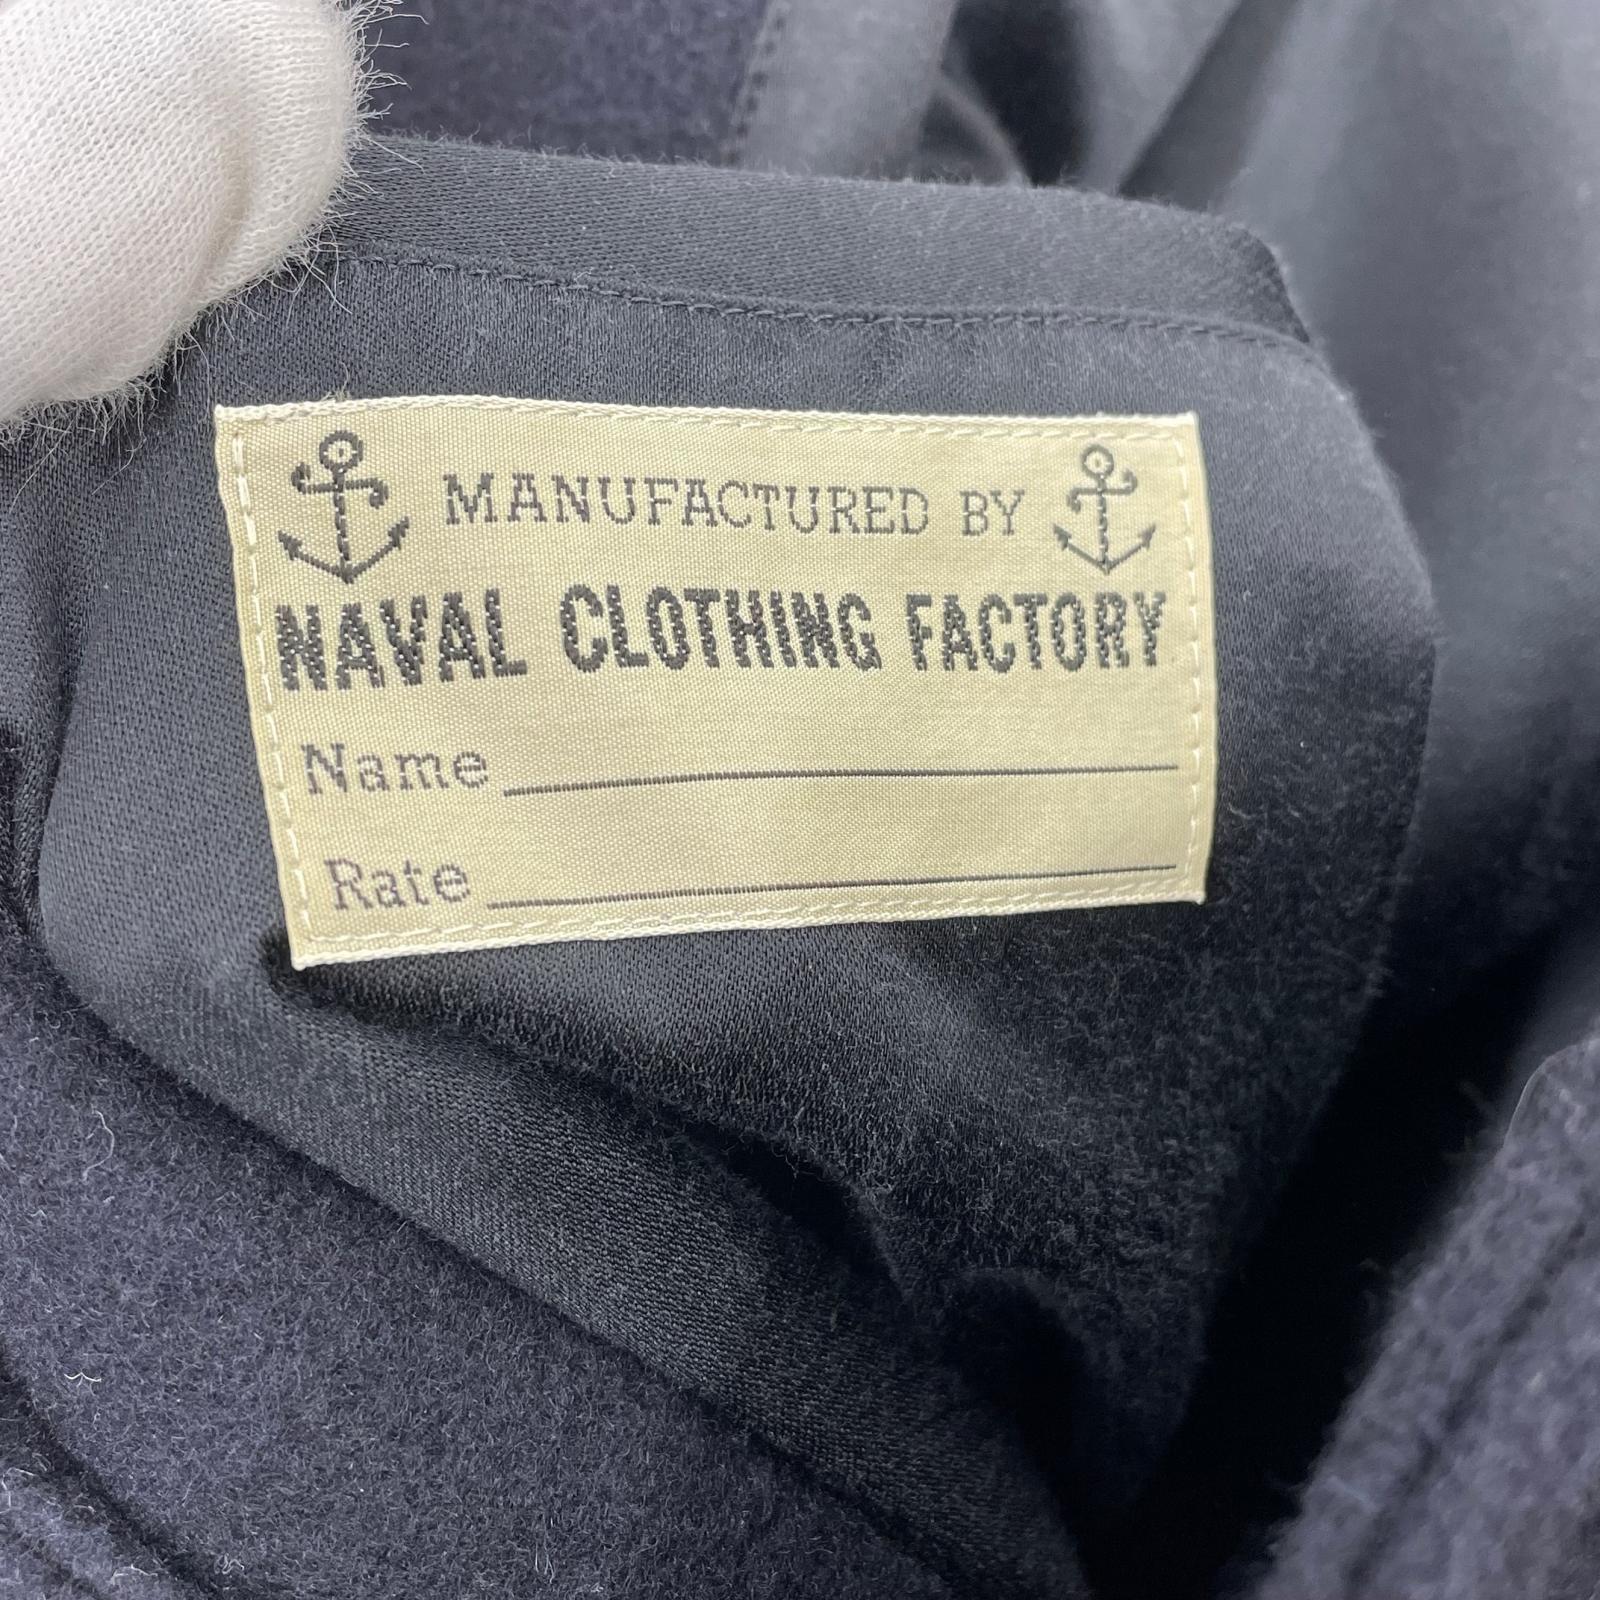 MANUFACTURED BY
NAVAL CLOTHING FACTORY
Name
Rate